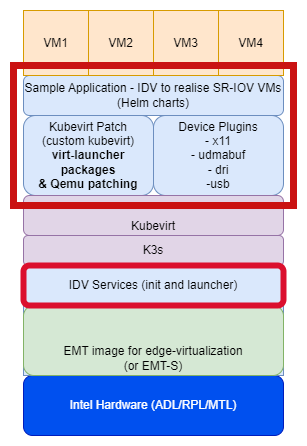 VM1 VM2 VM3 VM4
Sample Application - IDV to realise SR-IOV VMs
(Helm charts)
Kubevirt Patch
(custom kubevirt)
virt-launcher
packages
& Qemu patching
Device Plugins
- x11
- udmabuf
- dri
-usb
Kubevirt
K3s
IDV Services (init and launcher)
EMT image for edge-virtualization
(or EMT-S)
Intel Hardware (ADL/RPL/MTL)